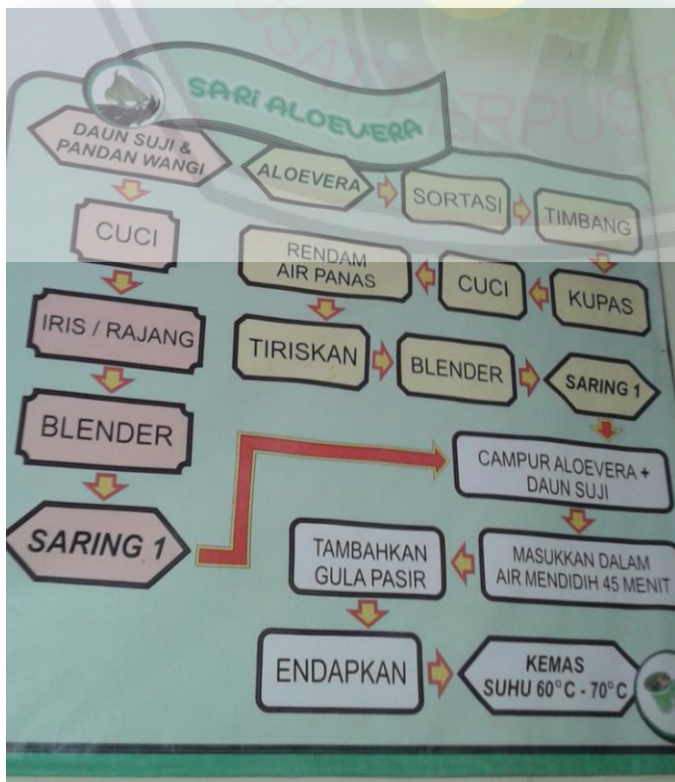 SARI ALOEVERA
DAUN SUJI &
PANDAN WANGI
CUCI
IRIS / RAJANG
BLENDER
SARING 1
ALOEVERA
SORTASI
TIMBANG
KUPAS
CUCI
RENDAM
AIR PANAS
TIRISKAN
BLENDER
SARING 1
CAMPUR ALOEVERA +
DAUN SUJI
MASUKKAN DALAM
AIR MENDIDIH 45 MENIT
TAMBAHKAN
GULA PASIR
ENDAPKAN
KEMAS
SUHU 60°C - 70°C